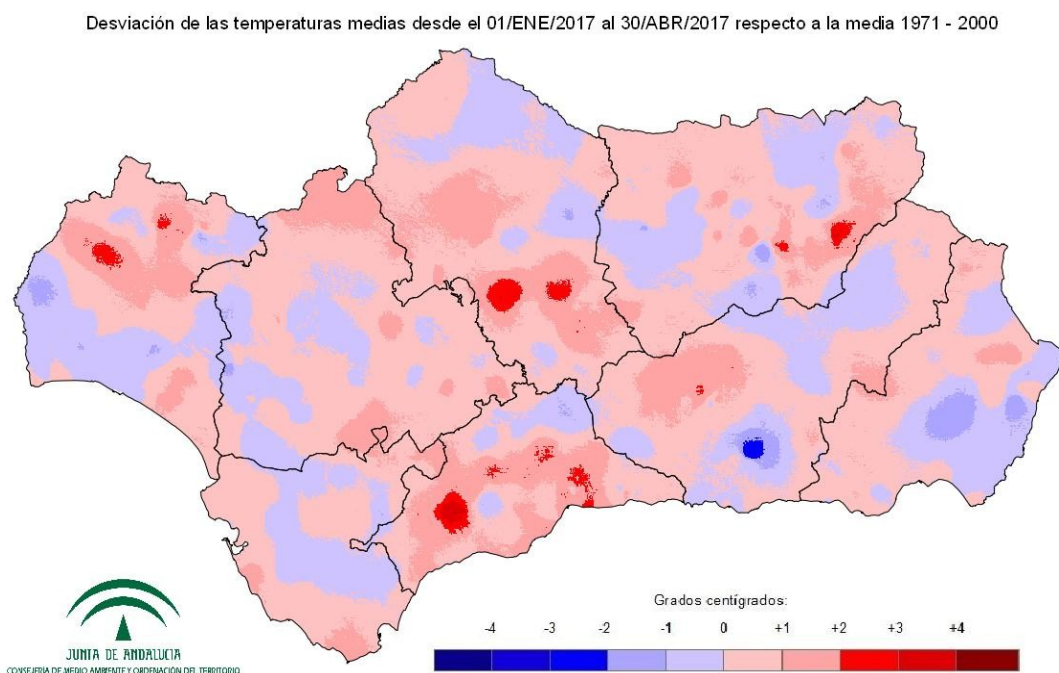 Desviación de las temperaturas medias desde el 01/ENE/2017 al 30/ABR/2017 respecto a la media 1971 - 2000
Grados centígrados:
-4 -3 -2 -1 0 +1 +2 +3 +4
JUNTA DE ANDALUCIA
CONSEJERÍA DE MEDIO AMBIENTE Y ORDENACIÓN DEL TERRITORIO